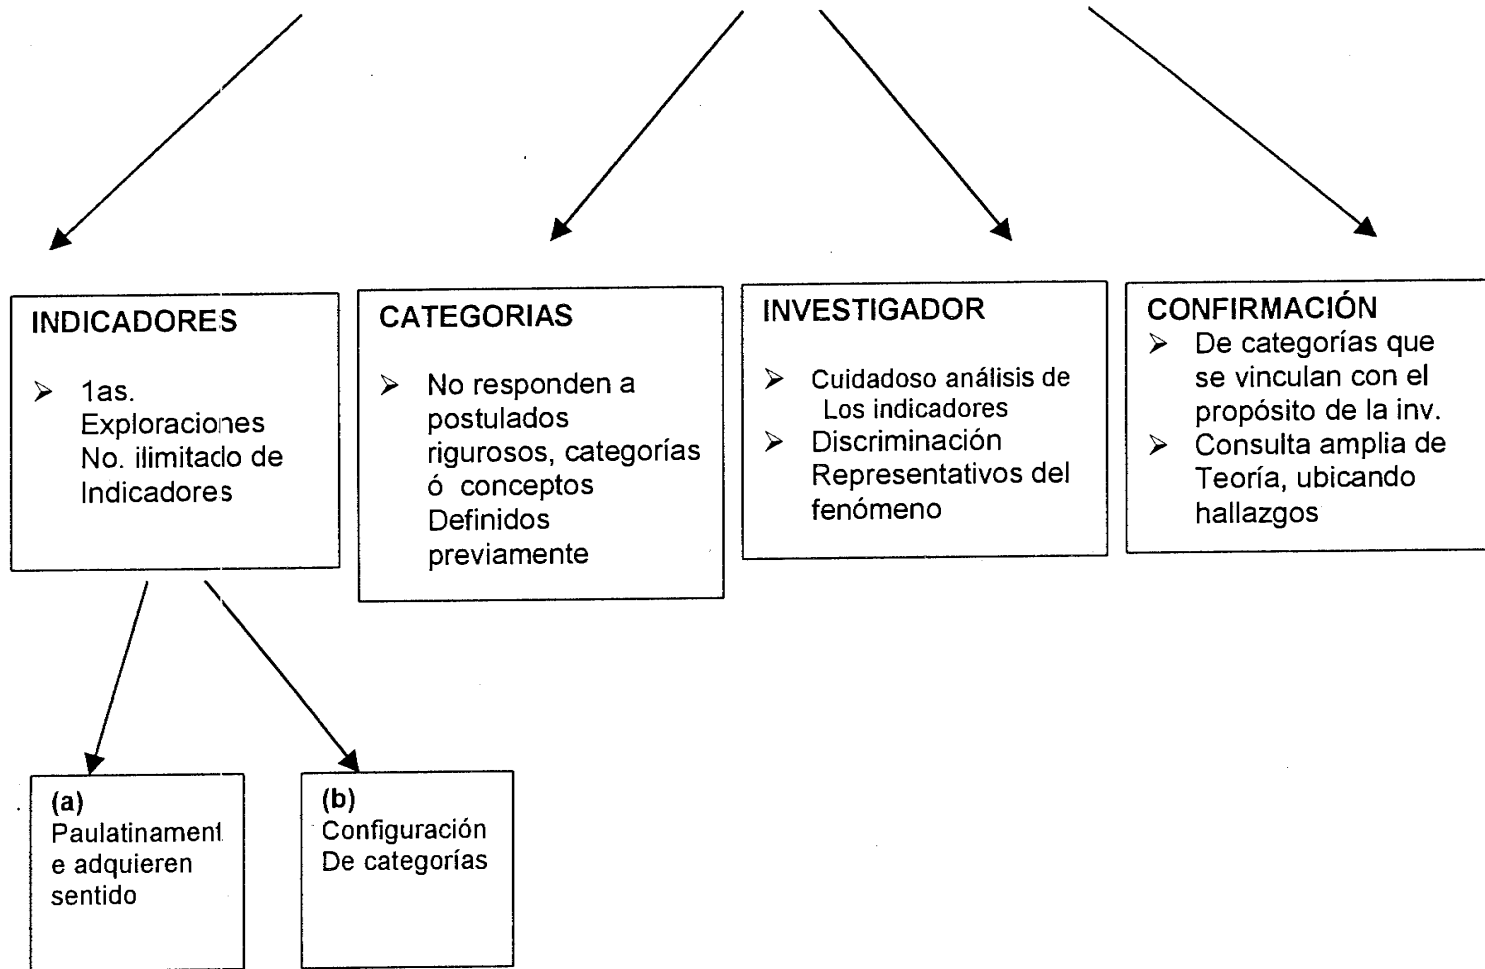 INDICADORES
➢ 1as.
Exploraciones
No. ilimitado de
Indicadores
CATEGORIAS
➢ No responden a
postulados
rigurosos, categorías
ó conceptos
Definidos
previamente
INVESTIGADOR
➢ Cuidadoso análisis de
Los indicadores
➢ Discriminación
Representativos del
fenómeno
CONFIRMACIÓN
➢ De categorías que
se vinculan con el
propósito de la inv.
➢ Consulta amplia de
Teoría, ubicando
hallazgos
(a)
Paulatinament
e adquieren
sentido
(b)
Configuración
De categorías